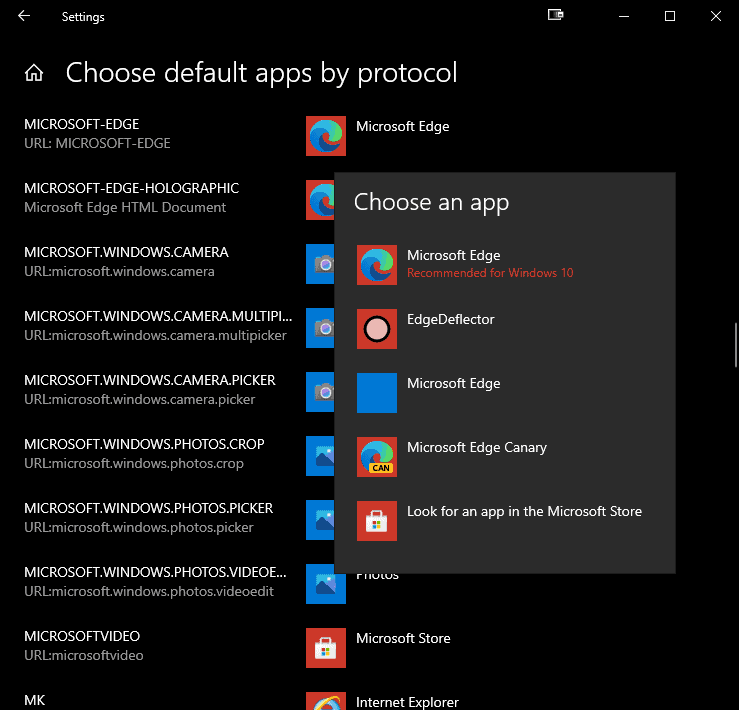 Settings
Choose default apps by protocol
MICROSOFT-EDGE
URL: MICROSOFT-EDGE
Microsoft Edge
MICROSOFT-EDGE-HOLOGRAPHIC
Microsoft Edge HTML Document
MICROSOFT.WINDOWS.CAMERA
URL:microsoft.windows.camera
MICROSOFT.WINDOWS.CAMERA.MULTIPI...
URL:microsoft.windows.camera.multipicker
MICROSOFT.WINDOWS.CAMERA.PICKER
URL:microsoft.windows.camera.picker
MICROSOFT.WINDOWS.PHOTOS.CROP
URL:microsoft.windows.photos.crop
MICROSOFT.WINDOWS.PHOTOS.PICKER
URL:microsoft.windows.photos.picker
MICROSOFT.WINDOWS.PHOTOS.VIDEOE...
URL:microsoft.windows.photos.videoedit
Photos
MICROSOFTVIDEO
URL:microsoftvideo
Microsoft Store
MK
Internet Explorer
Choose an app
Microsoft Edge
Recommended for Windows 10
EdgeDeflector
Microsoft Edge
Microsoft Edge Canary
CAN
Look for an app in the Microsoft Store